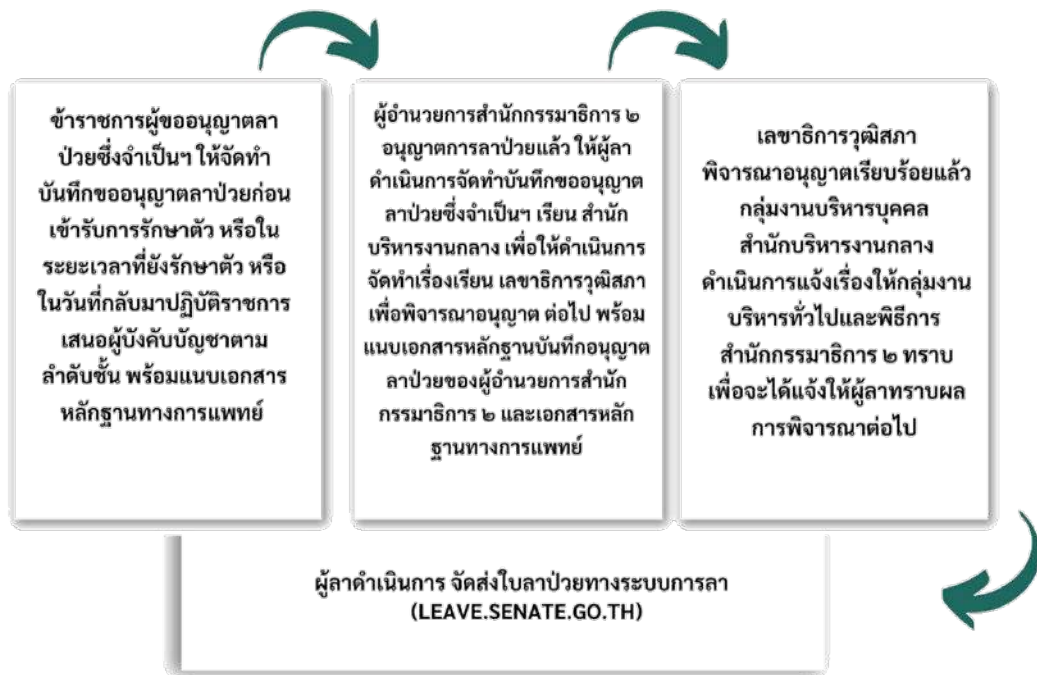 ข้าราชการผู้ขออนุญาตลา
ป่วยซึ่งจำเป็นฯ ให้จัดทำ
บันทึกขออนุญาตลาป่วยก่อน
เข้ารับการรักษาตัว หรือใน
ระยะเวลาที่ยังรักษาตัว หรือ
ในวันที่กลับมาปฏิบัติราชการ
เสนอผู้บังคับบัญชาตาม
ลำดับชั้น พร้อมแนบเอกสาร
หลักฐานทางการแพทย์
ผู้อำนวยการสำนักกรรมาธิการ ๒
อนุญาตการลาป่วยแล้ว ให้ผู้ลา
ดำเนินการจัดทำบันทึกขออนุญาต
ลาป่วยซึ่งจำเป็นฯ เรียน สำนัก
บริหารงานกลาง เพื่อให้ดำเนินการ
จัดทำเรื่องเรียน เลขาธิการวุฒิสภา
เพื่อพิจารณาอนุญาต ต่อไป พร้อม
แนบเอกสารหลักฐานบันทึกอนุญาต
ลาป่วยของผู้อำนวยการสำนัก
กรรมาธิการ ๒ และเอกสารหลัก
ฐานทางการแพทย์
เลขาธิการวุฒิสภา
พิจารณาอนุญาตเรียบร้อยแล้ว
กลุ่มงานบริหารบุคคล
สำนักบริหารงานกลาง
ดำเนินการแจ้งเรื่องให้กลุ่มงาน
บริหารทั่วไปและพิธีการ
สำนักกรรมาธิการ ๒ ทราบ
เพื่อจะได้แจ้งให้ผู้ลาทราบผล
การพิจารณาต่อไป
ผู้ลาดำเนินการ จัดส่งใบลาป่วยทางระบบการลา
(LEAVE.SENATE.GO.TH)